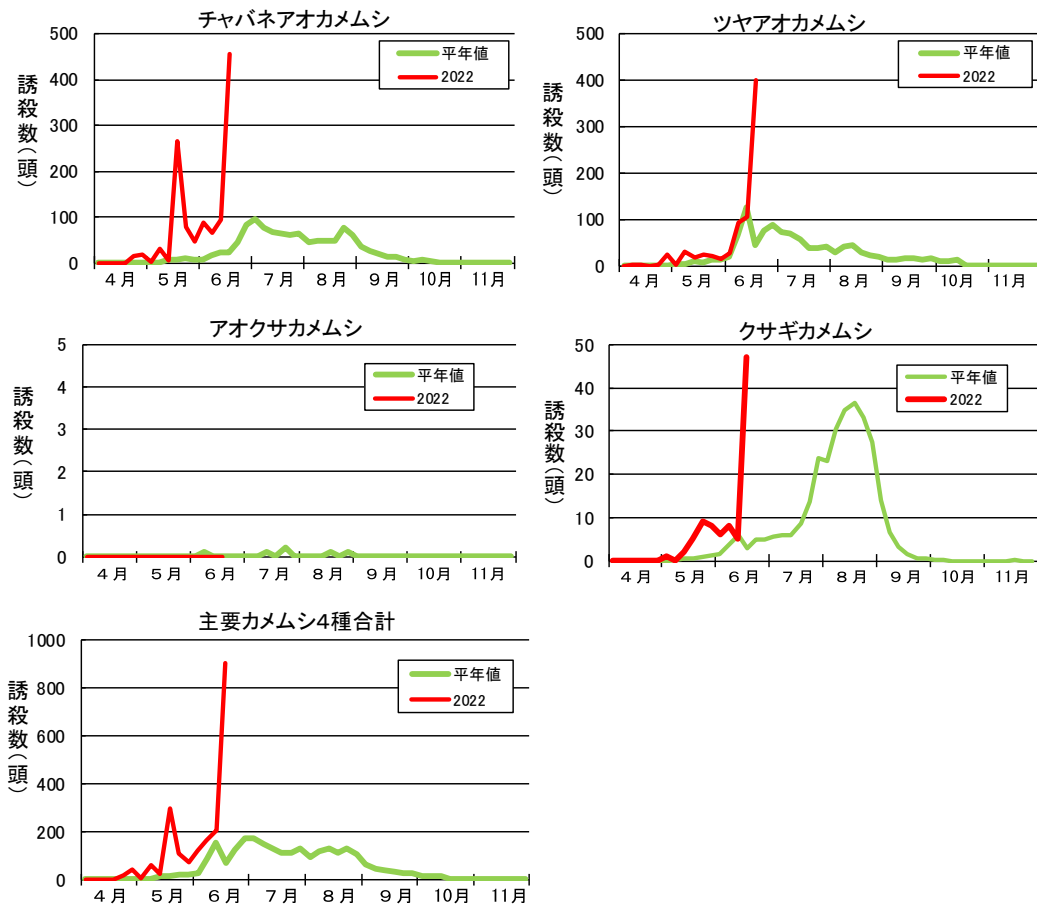 チャバネアオカメムシ
誘殺数(頭)
500
400
300
200
100
0
平年値
2022
4月 5月 6月 7月 8月 9月 10月 11月
ツヤアオカメムシ
誘殺数(頭)
500
400
300
200
100
0
平年値
2022
4月 5月 6月 7月 8月 9月 10月 11月
アオクサカメムシ
誘殺数(頭)
5
4
3
2
1
0
平年値
2022
4月 5月 6月 7月 8月 9月 10月 11月
クサギカメムシ
誘殺数(頭)
50
40
30
20
10
0
平年値
2022
4月 5月 6月 7月 8月 9月 10月 11月
主要カメムシ4種合計
誘殺数(頭)
1000
800
600
400
200
0
平年値
2022
4月 5月 6月 7月 8月 9月 10月 11月